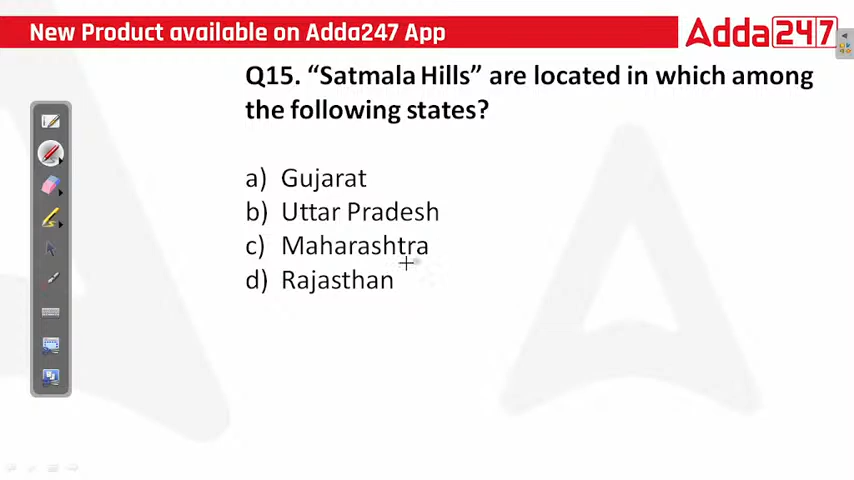 New Product available on Adda247 App
Adda247
Q15. “Satmala Hills” are located in which among
the following states?
a) Gujarat
b) Uttar Pradesh
c) Maharashtra
d) Rajasthan